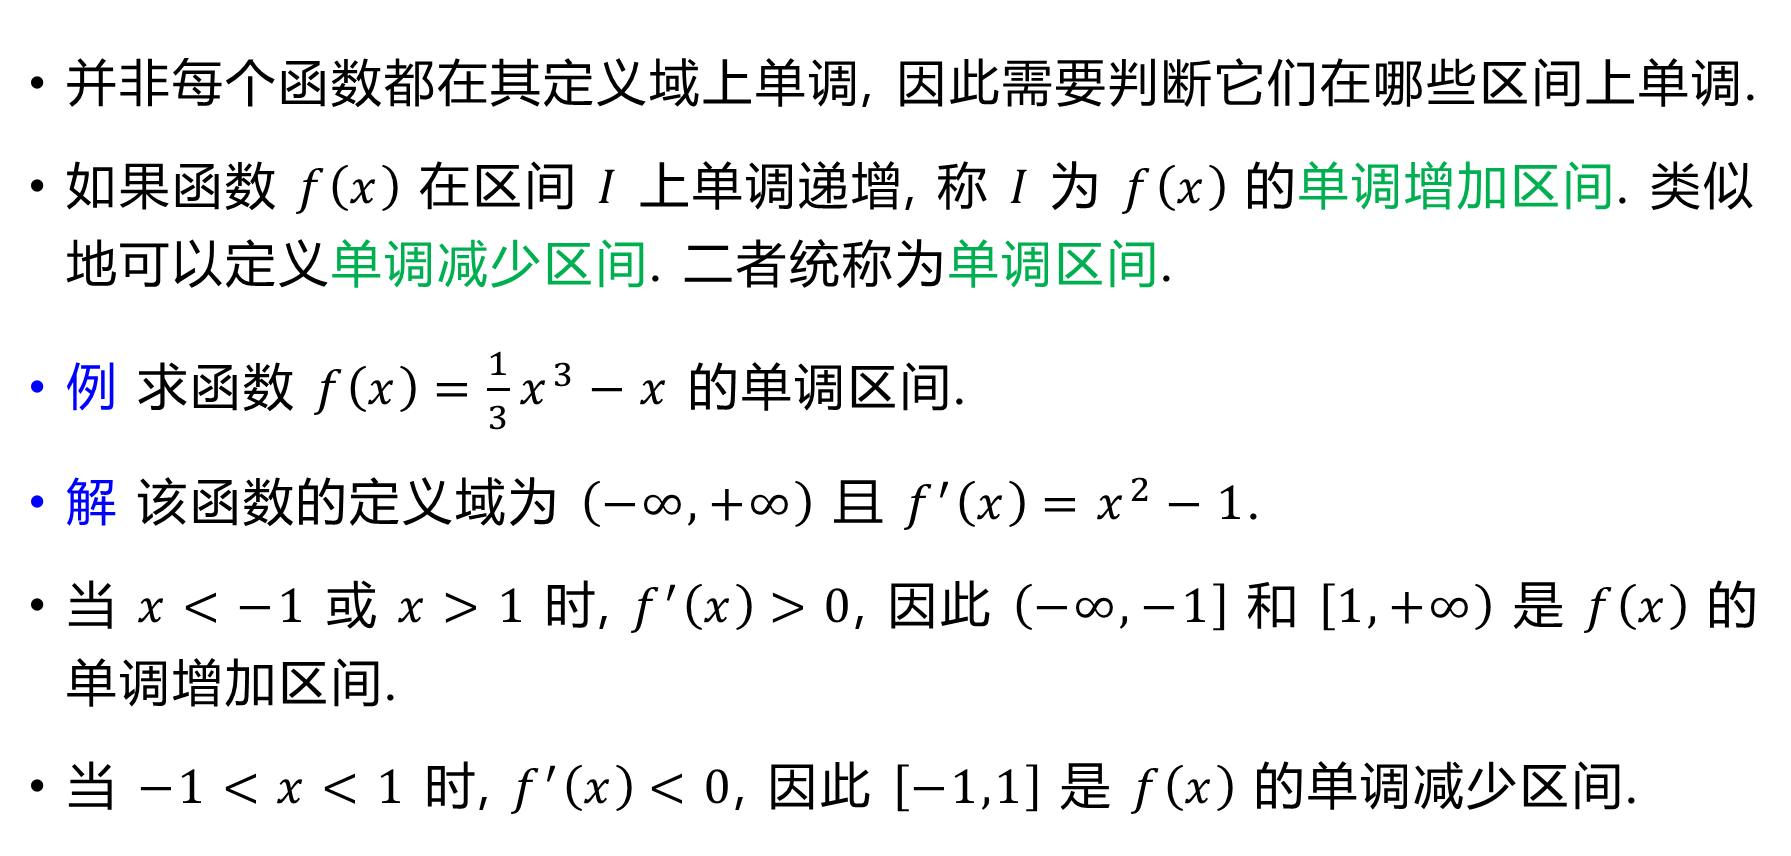 • 并非每个函数都在其定义域上单调, 因此需要判断它们在哪些区间上单调.
• 如果函数 f(x) 在区间 I 上单调递增, 称 I 为 f(x) 的单调增加区间. 类似
地可以定义单调减少区间. 二者统称为单调区间.
• 例 求函数 f(x) = 1/3 x³ − x 的单调区间.
• 解 该函数的定义域为 (−∞, +∞) 且 f′(x) = x² − 1.
• 当 x < −1 或 x > 1 时, f′(x) > 0, 因此 (−∞, −1] 和 [1, +∞) 是 f(x) 的
单调增加区间.
• 当 −1 < x < 1 时, f′(x) < 0, 因此 [−1,1] 是 f(x) 的单调减少区间.